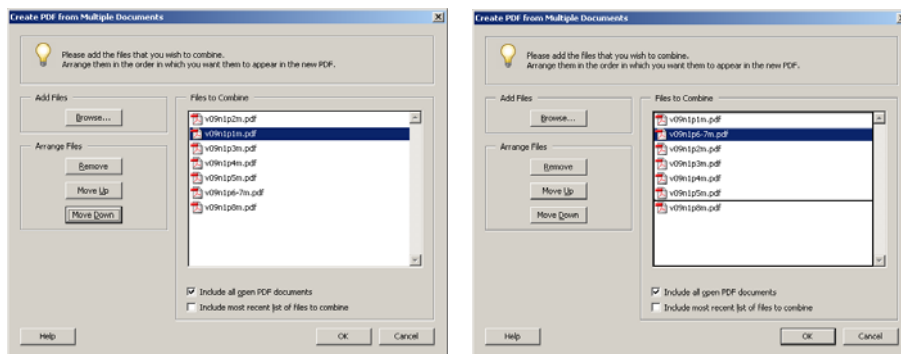 Create PDF from Multiple Documents
Please add the files that you wish to combine.
Arrange them in the order in which you want them to appear in the new PDF.
Add Files
Browse...
Arrange Files
Remove
Move Up
Move Down
Files to Combine
v09n1p2m.pdf
v09n1p1m.pdf
v09n1p3m.pdf
v09n1p4m.pdf
v09n1p5m.pdf
v09n1p6-7m.pdf
v09n1p8m.pdf
Include all open PDF documents
Include most recent list of files to combine
Help
OK
Cancel
Create PDF from Multiple Documents
Please add the files that you wish to combine.
Arrange them in the order in which you want them to appear in the new PDF.
Add Files
Browse...
Arrange Files
Remove
Move Up
Move Down
Files to Combine
v09n1p1m.pdf
v09n1p6-7m.pdf
v09n1p2m.pdf
v09n1p3m.pdf
v09n1p4m.pdf
v09n1p5m.pdf
v09n1p8m.pdf
Include all open PDF documents
Include most recent list of files to combine
Help
OK
Cancel